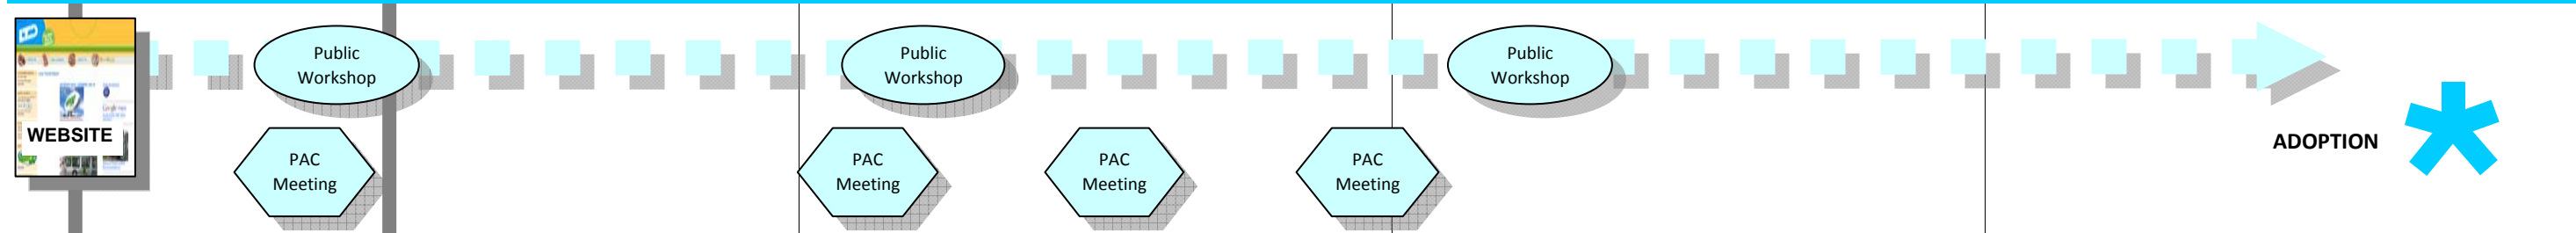 Public
Workshop
Public
Workshop
Public
Workshop
WEBSITE
PAC
Meeting
PAC
Meeting
PAC
Meeting
PAC
Meeting
ADOPTION